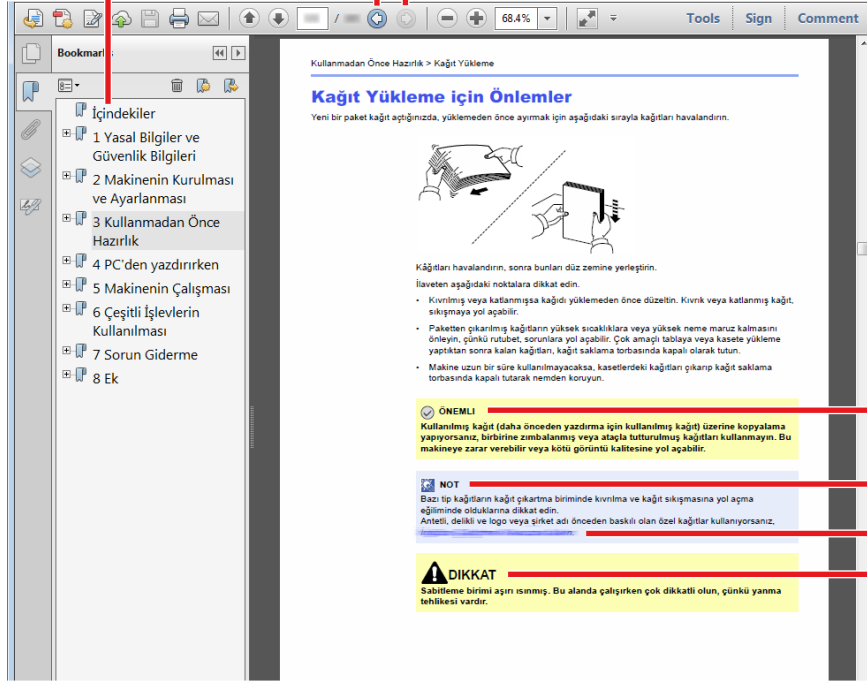 68.4%
Tools
Sign
Comment
Bookmarks
İçindekiler
1 Yasal Bilgiler ve
Güvenlik Bilgileri
2 Makinenin Kurulması
ve Ayarlanması
3 Kullanmadan Önce
Hazırlık
4 PC'den yazdırırken
5 Makinenin Çalışması
6 Çeşitli İşlevlerin
Kullanılması
7 Sorun Giderme
8 Ek
Kullanmadan Önce Hazırlık > Kağıt Yükleme
Kağıt Yükleme için Önlemler
Yeni bir paket kağıt açtığınızda, yüklemeden önce ayırmak için aşağıdaki sırayla kağıtları havalandırın.
Kâğıtları havalandırın, sonra bunları düz zemine yerleştirin.
İlaveten aşağıdaki noktalara dikkat edin.
• Kıvrılmış veya katlanmışsa kağıdı yüklemeden önce düzeltin. Kıvrık veya katlanmış kağıt,
sıkışmaya yol açabilir.
• Paketten çıkarılmış kağıtların yüksek sıcaklıklara veya yüksek neme maruz kalmasını
önleyin, çünkü rutubet, sorunlara yol açabilir. Çok amaçlı tablaya veya kasete yükleme
yaptıktan sonra kalan kağıtları, kağıt saklama torbasında kapalı olarak tutun.
• Makine uzun bir süre kullanılmayacaksa, kasetlerdeki kağıtları çıkarıp kağıt saklama
torbasında kapalı tutarak nemden koruyun.
ÖNEMLI
Kullanılmış kağıt (daha önceden yazdırma için kullanılmış kağıt) üzerine kopyalama
yapıyorsanız, birbirine zımbalanmış veya ataçla tutturulmuş kağıtları kullanmayın. Bu
makineye zarar verebilir veya kötü görüntü kalitesine yol açabilir.
NOT
Bazı tip kağıtların kağıt çıkartma biriminde kıvrılma ve kağıt sıkışmasına yol açma
eğiliminde olduklarına dikkat edin.
Antetli, delikli ve logo veya şirket adı önceden baskılı olan özel kağıtlar kullanıyorsanız,
DIKKAT
Sabitleme birimi aşırı ısınmış. Bu alanda çalışırken çok dikkatli olun, çünkü yanma
tehlikesi vardır.